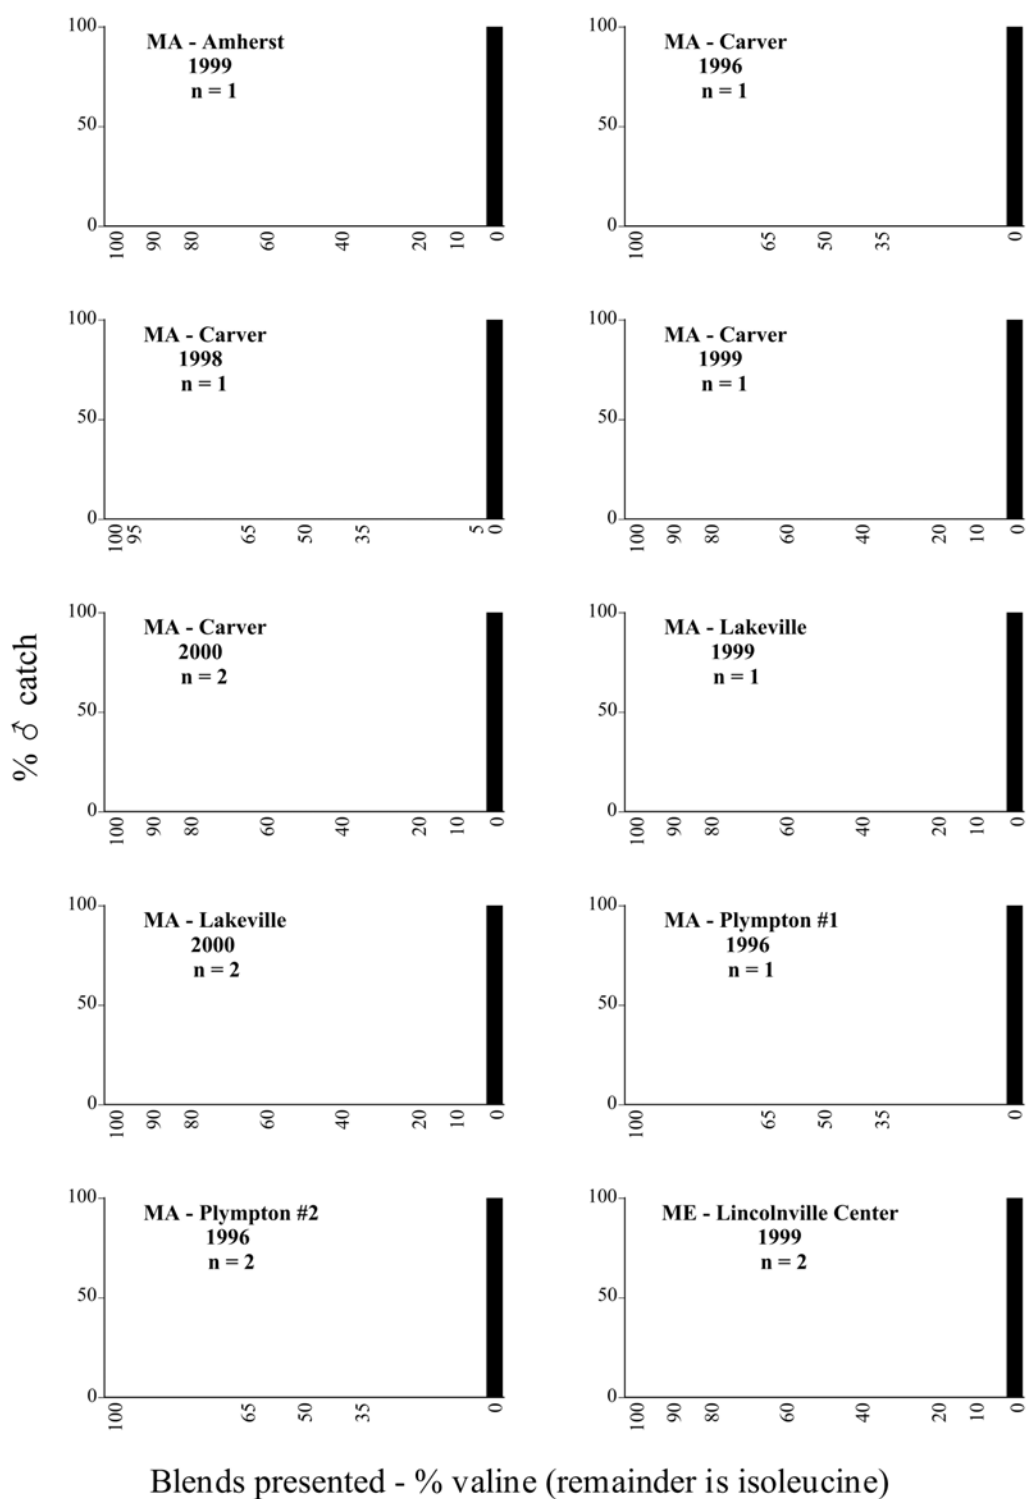 % ♂ catch
100
50
0
MA - Amherst
1999
n = 1
100 90 80 60 40 20 10 0
100
50
0
MA - Carver
1996
n = 1
100 65 50 35 0
100
50
0
MA - Carver
1998
n = 1
100 95 65 50 35 5 0
100
50
0
MA - Carver
1999
n = 1
100 90 80 60 40 20 10 0
100
50
0
MA - Carver
2000
n = 2
100 90 80 60 40 20 10 0
100
50
0
MA - Lakeville
1999
n = 1
100 90 80 60 40 20 10 0
100
50
0
MA - Lakeville
2000
n = 2
100 90 80 60 40 20 10 0
100
50
0
MA - Plympton #1
1996
n = 1
100 65 50 35 0
100
50
0
MA - Plympton #2
1996
n = 2
100 65 50 35 0
100
50
0
ME - Lincolnville Center
1999
n = 2
100 90 80 60 40 20 10 0
Blends presented - % valine (remainder is isoleucine)